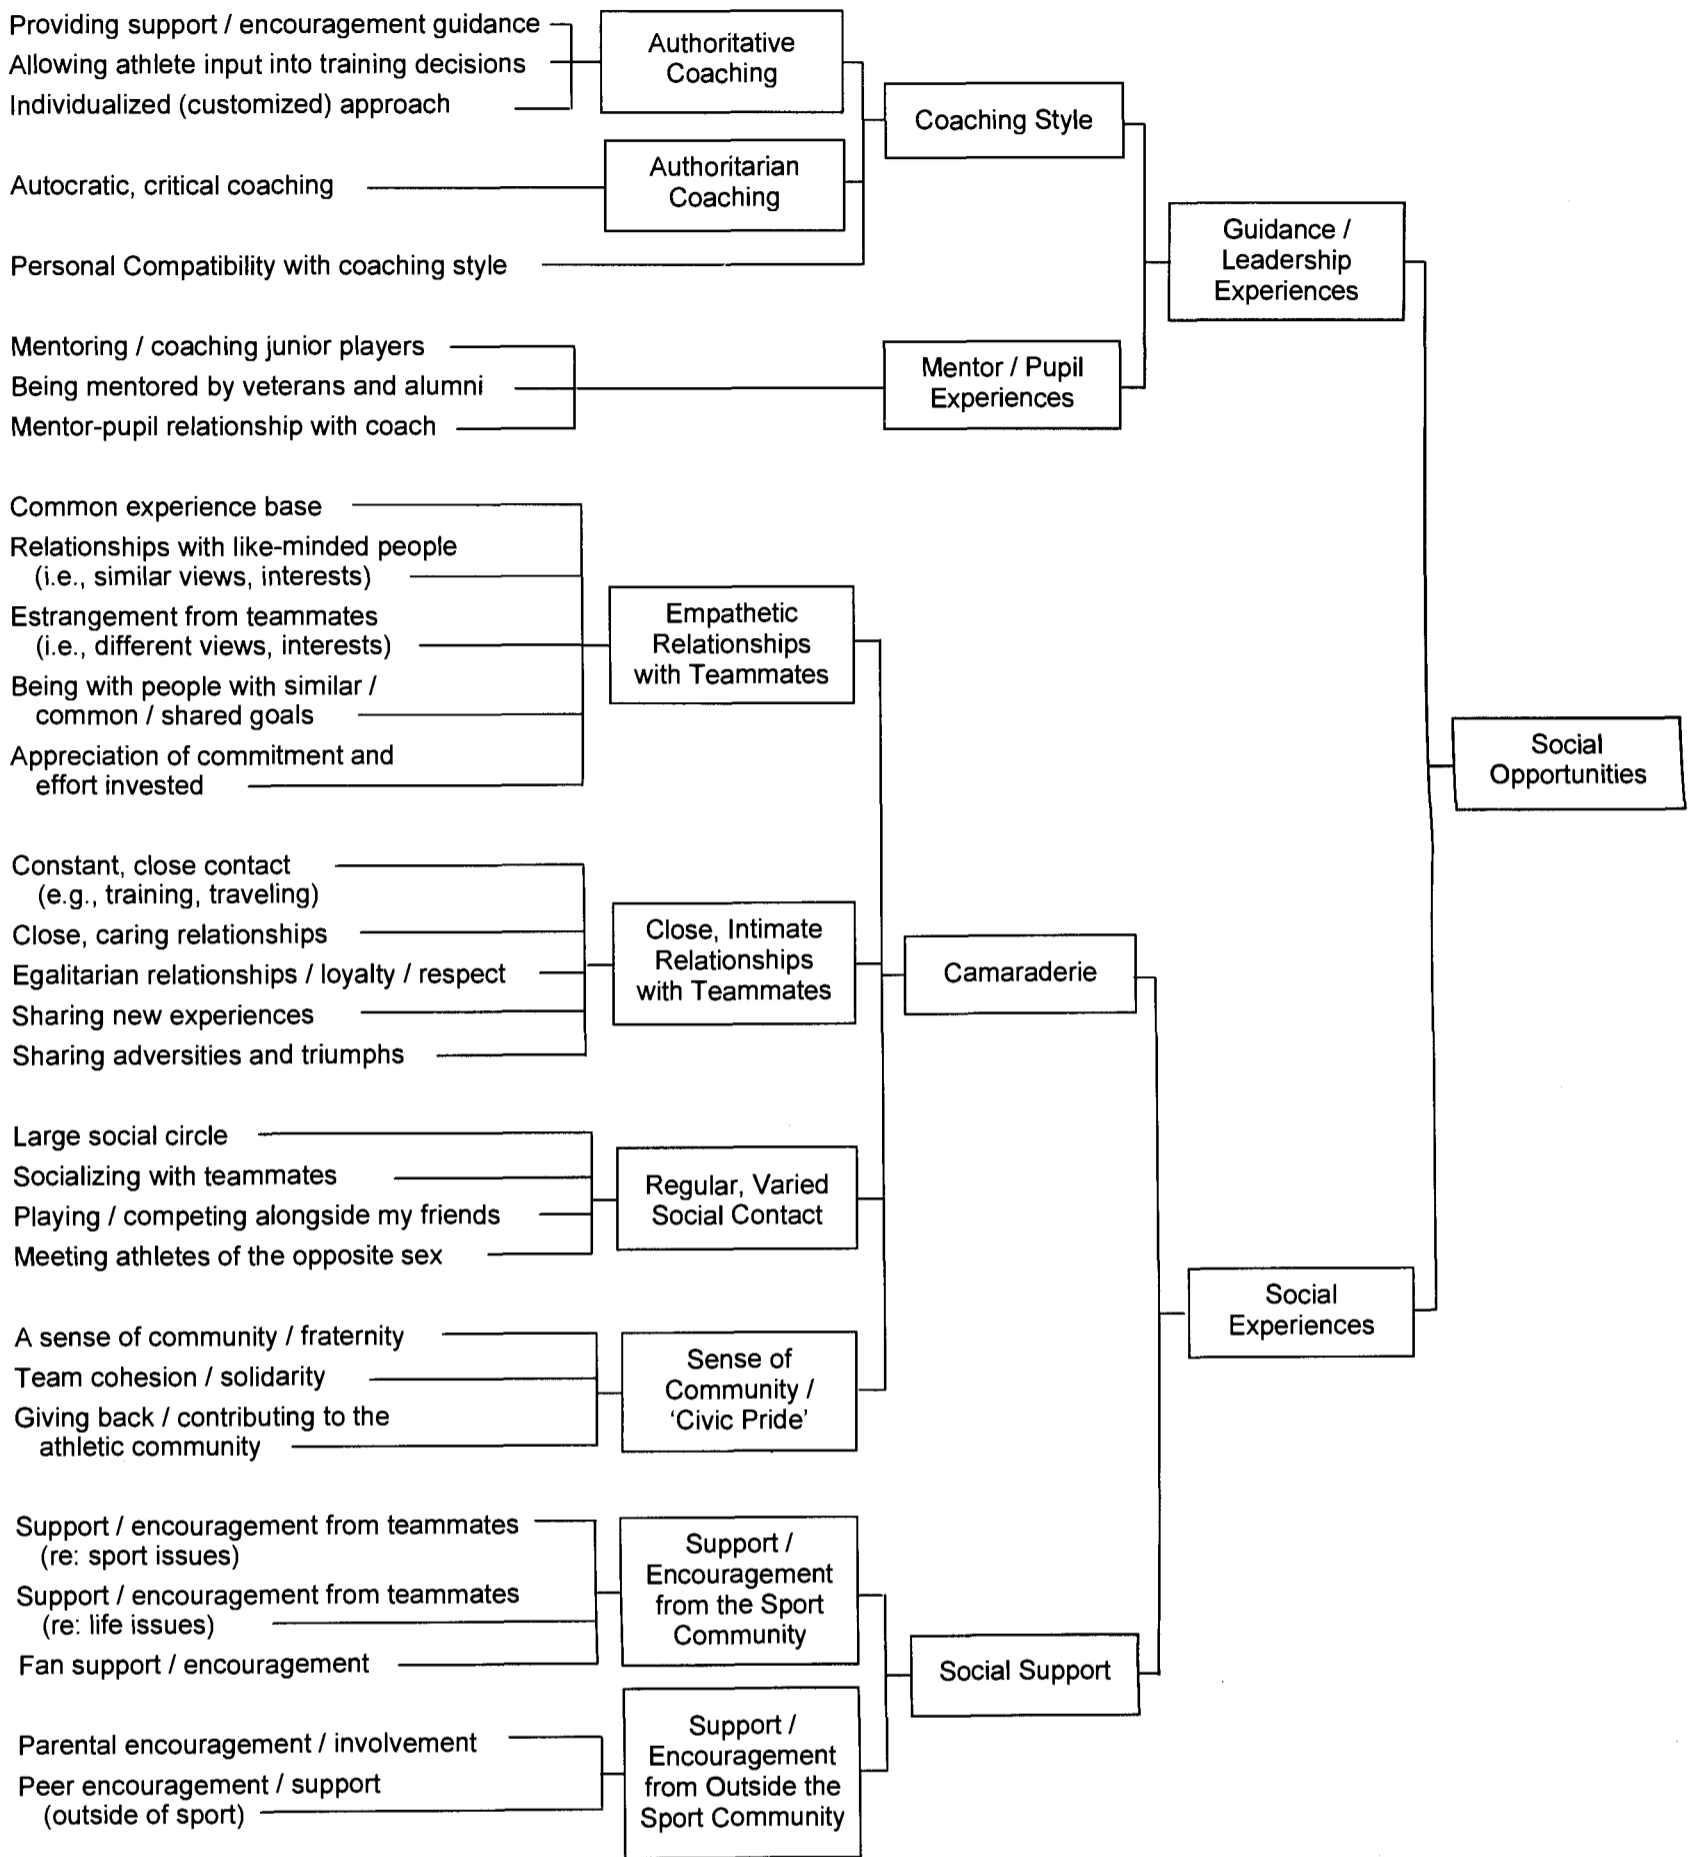 Providing support / encouragement guidance
Allowing athlete input into training decisions
Individualized (customized) approach
Authoritative
Coaching
Coaching Style
Autocratic, critical coaching
Authoritarian
Coaching
Personal Compatibility with coaching style
Guidance /
Leadership
Experiences
Mentoring / coaching junior players
Being mentored by veterans and alumni
Mentor-pupil relationship with coach
Mentor / Pupil
Experiences
Common experience base
Relationships with like-minded people
(i.e., similar views, interests)
Estrangement from teammates
(i.e., different views, interests)
Being with people with similar /
common / shared goals
Appreciation of commitment and
effort invested
Empathetic
Relationships
with Teammates
Social
Opportunities
Constant, close contact
(e.g., training, traveling)
Close, caring relationships
Egalitarian relationships / loyalty / respect
Sharing new experiences
Sharing adversities and triumphs
Close, Intimate
Relationships
with Teammates
Camaraderie
Large social circle
Socializing with teammates
Playing / competing alongside my friends
Meeting athletes of the opposite sex
Regular, Varied
Social Contact
Social
Experiences
A sense of community / fraternity
Team cohesion / solidarity
Giving back / contributing to the
athletic community
Sense of
Community /
‘Civic Pride’
Support / encouragement from teammates
(re: sport issues)
Support / encouragement from teammates
(re: life issues)
Fan support / encouragement
Support /
Encouragement
from the Sport
Community
Social Support
Parental encouragement / involvement
Peer encouragement / support
(outside of sport)
Support /
Encouragement
from Outside the
Sport Community